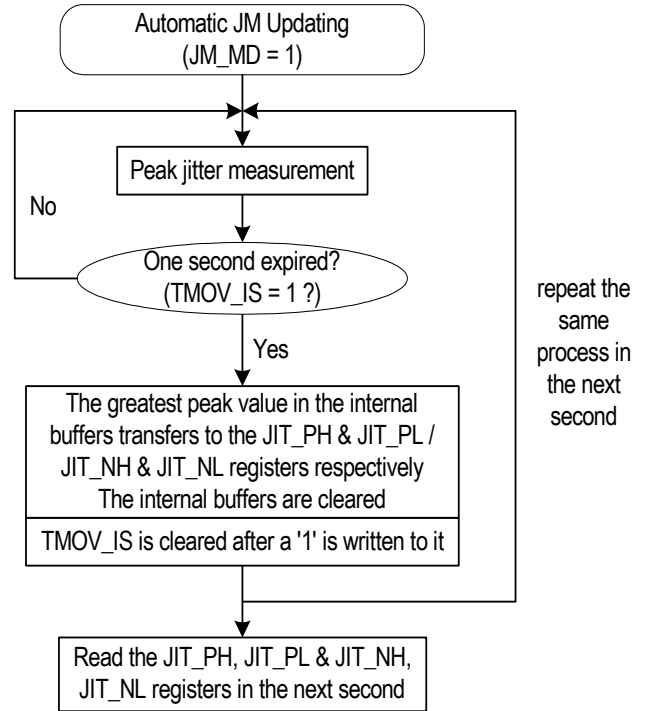 Automatic JM Updating
(JM_MD = 1)
Peak jitter measurement
No
One second expired?
(TMOV_IS = 1 ?)
repeat the
same
process in
the next
second
Yes
The greatest peak value in the internal
buffers transfers to the JIT_PH & JIT_PL /
JIT_NH & JIT_NL registers respectively
The internal buffers are cleared
TMOV_IS is cleared after a '1' is written to it
Read the JIT_PH, JIT_PL & JIT_NH,
JIT_NL registers in the next second